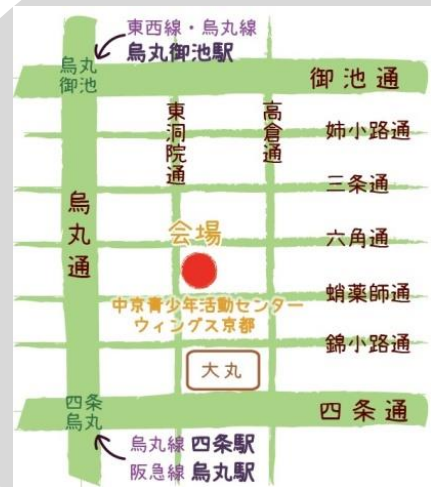 東西線・烏丸線
烏丸御池駅
烏丸
御池
御池通
東洞院通
高倉通
姉小路通
三条通
烏丸通
会場
六角通
中京青少年活動センター
ウィングス京都
蛸薬師通
錦小路通
大丸
四条
烏丸
四条通
烏丸線 四条駅
阪急線 烏丸駅